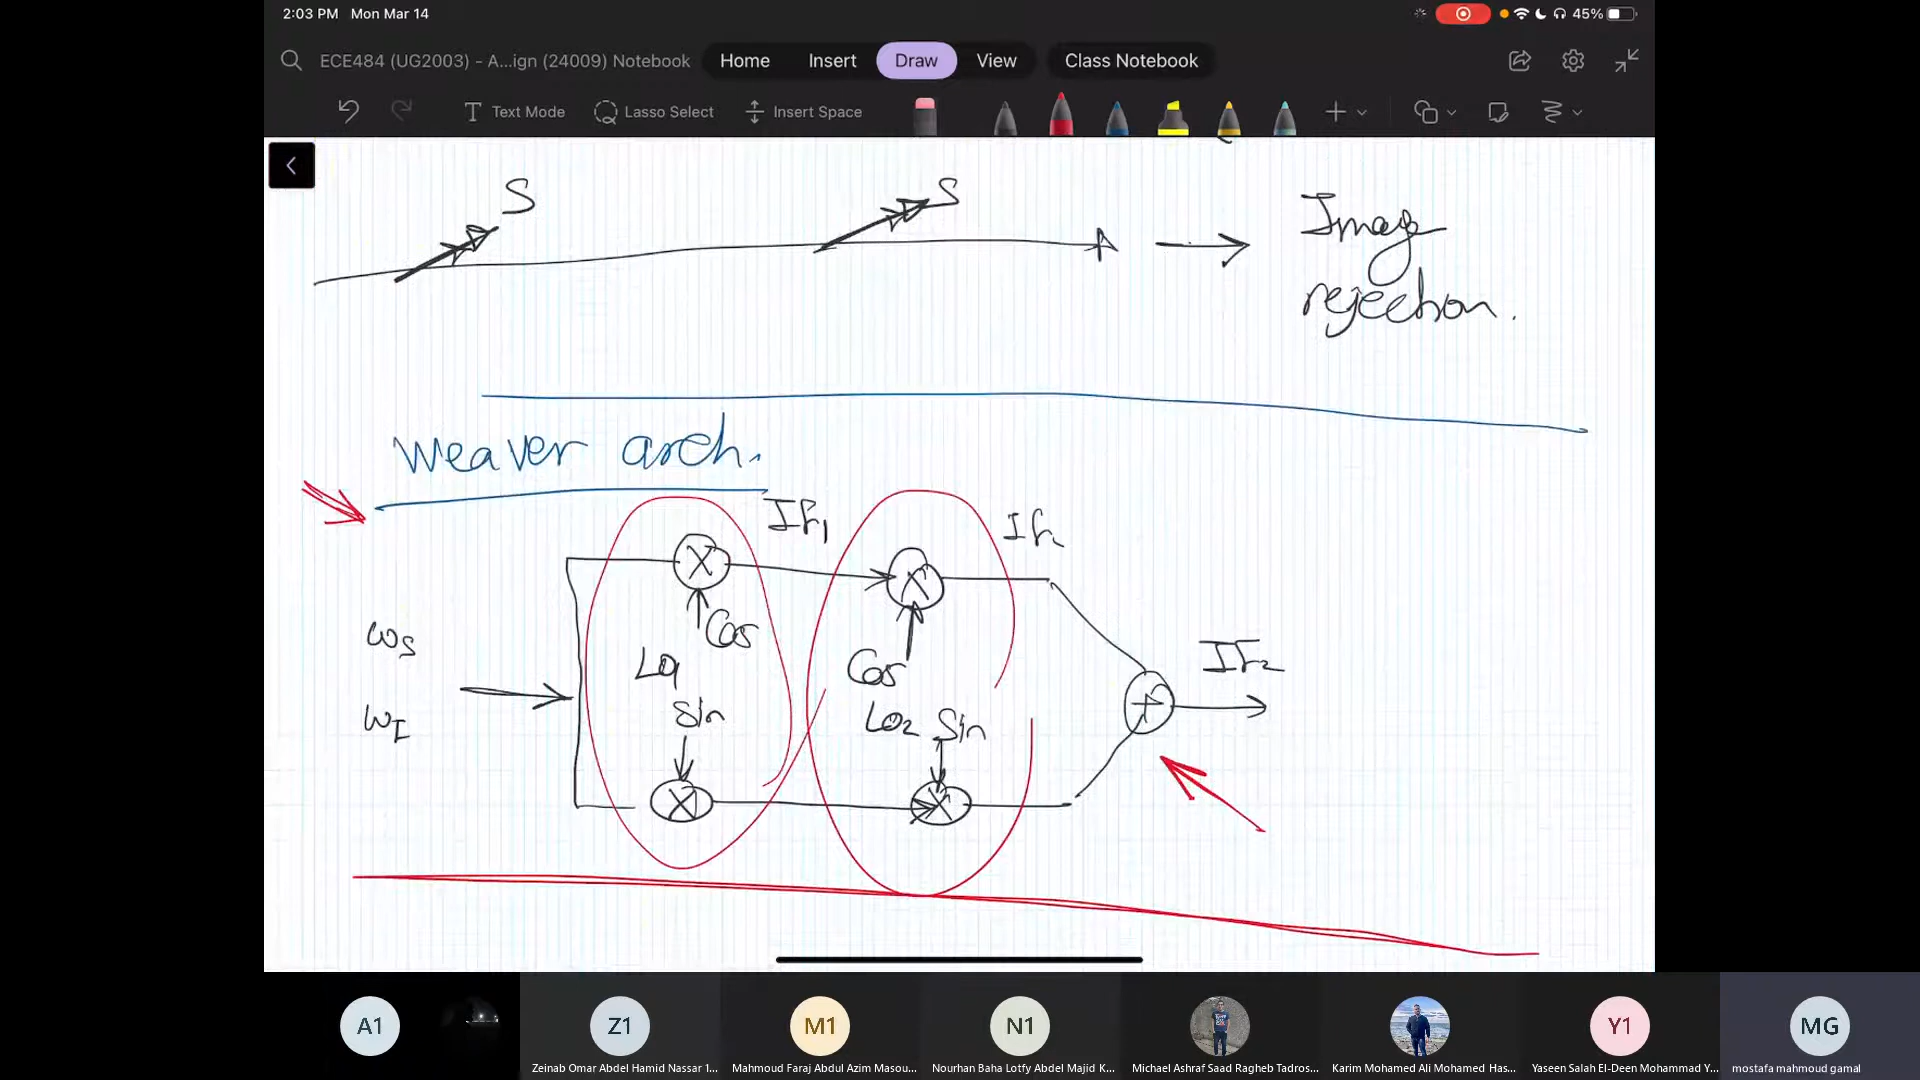 2:03 PM Mon Mar 14
45%
ECE484 (UG2003) - A...ign (24009) Notebook
Home Insert Draw View Class Notebook
Text Mode Lasso Select Insert Space
S
S
Image
rejection.
Weaver arch.
IF1
IF2
X
X
Cos
ωS
LO1
Cos
IF2
Sin
LO2 Sin
ωI
+
X
X
A1
Z1
M1
N1
Y1
MG
Zeinab Omar Abdel Hamid Nassar 1...
Mahmoud Faraj Abdul Azim Masou...
Nourhan Baha Lotfy Abdel Majid K...
Michael Ashraf Saad Ragheb Tadros...
Karim Mohamed Ali Mohamed Has...
Yaseen Salah El-Deen Mohammad Y...
mostafa mahmoud gamal